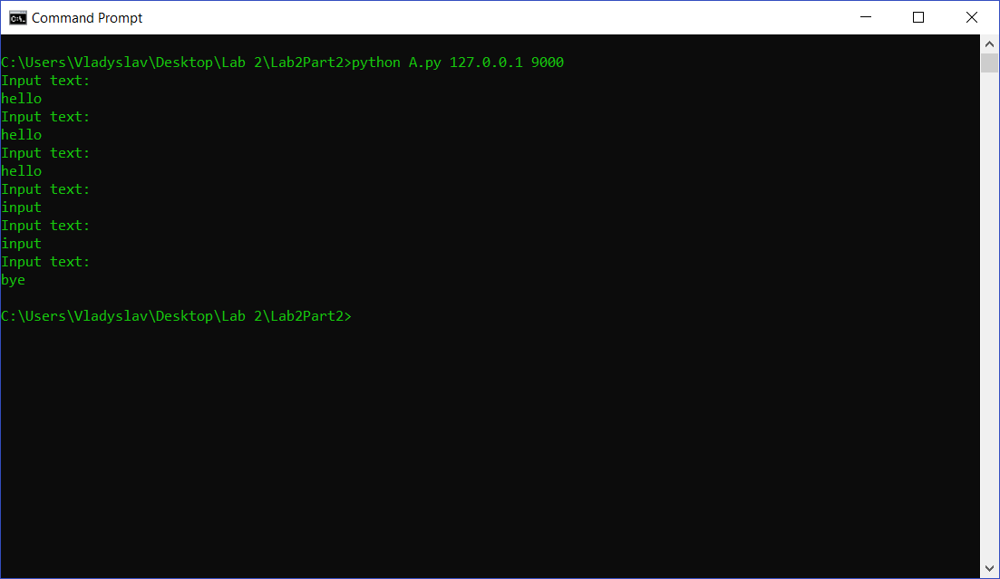 Command Prompt
C:\Users\Vladyslav\Desktop\Lab 2\Lab2Part2>python A.py 127.0.0.1 9000
Input text:
hello
Input text:
hello
Input text:
hello
Input text:
input
Input text:
input
Input text:
bye
C:\Users\Vladyslav\Desktop\Lab 2\Lab2Part2>